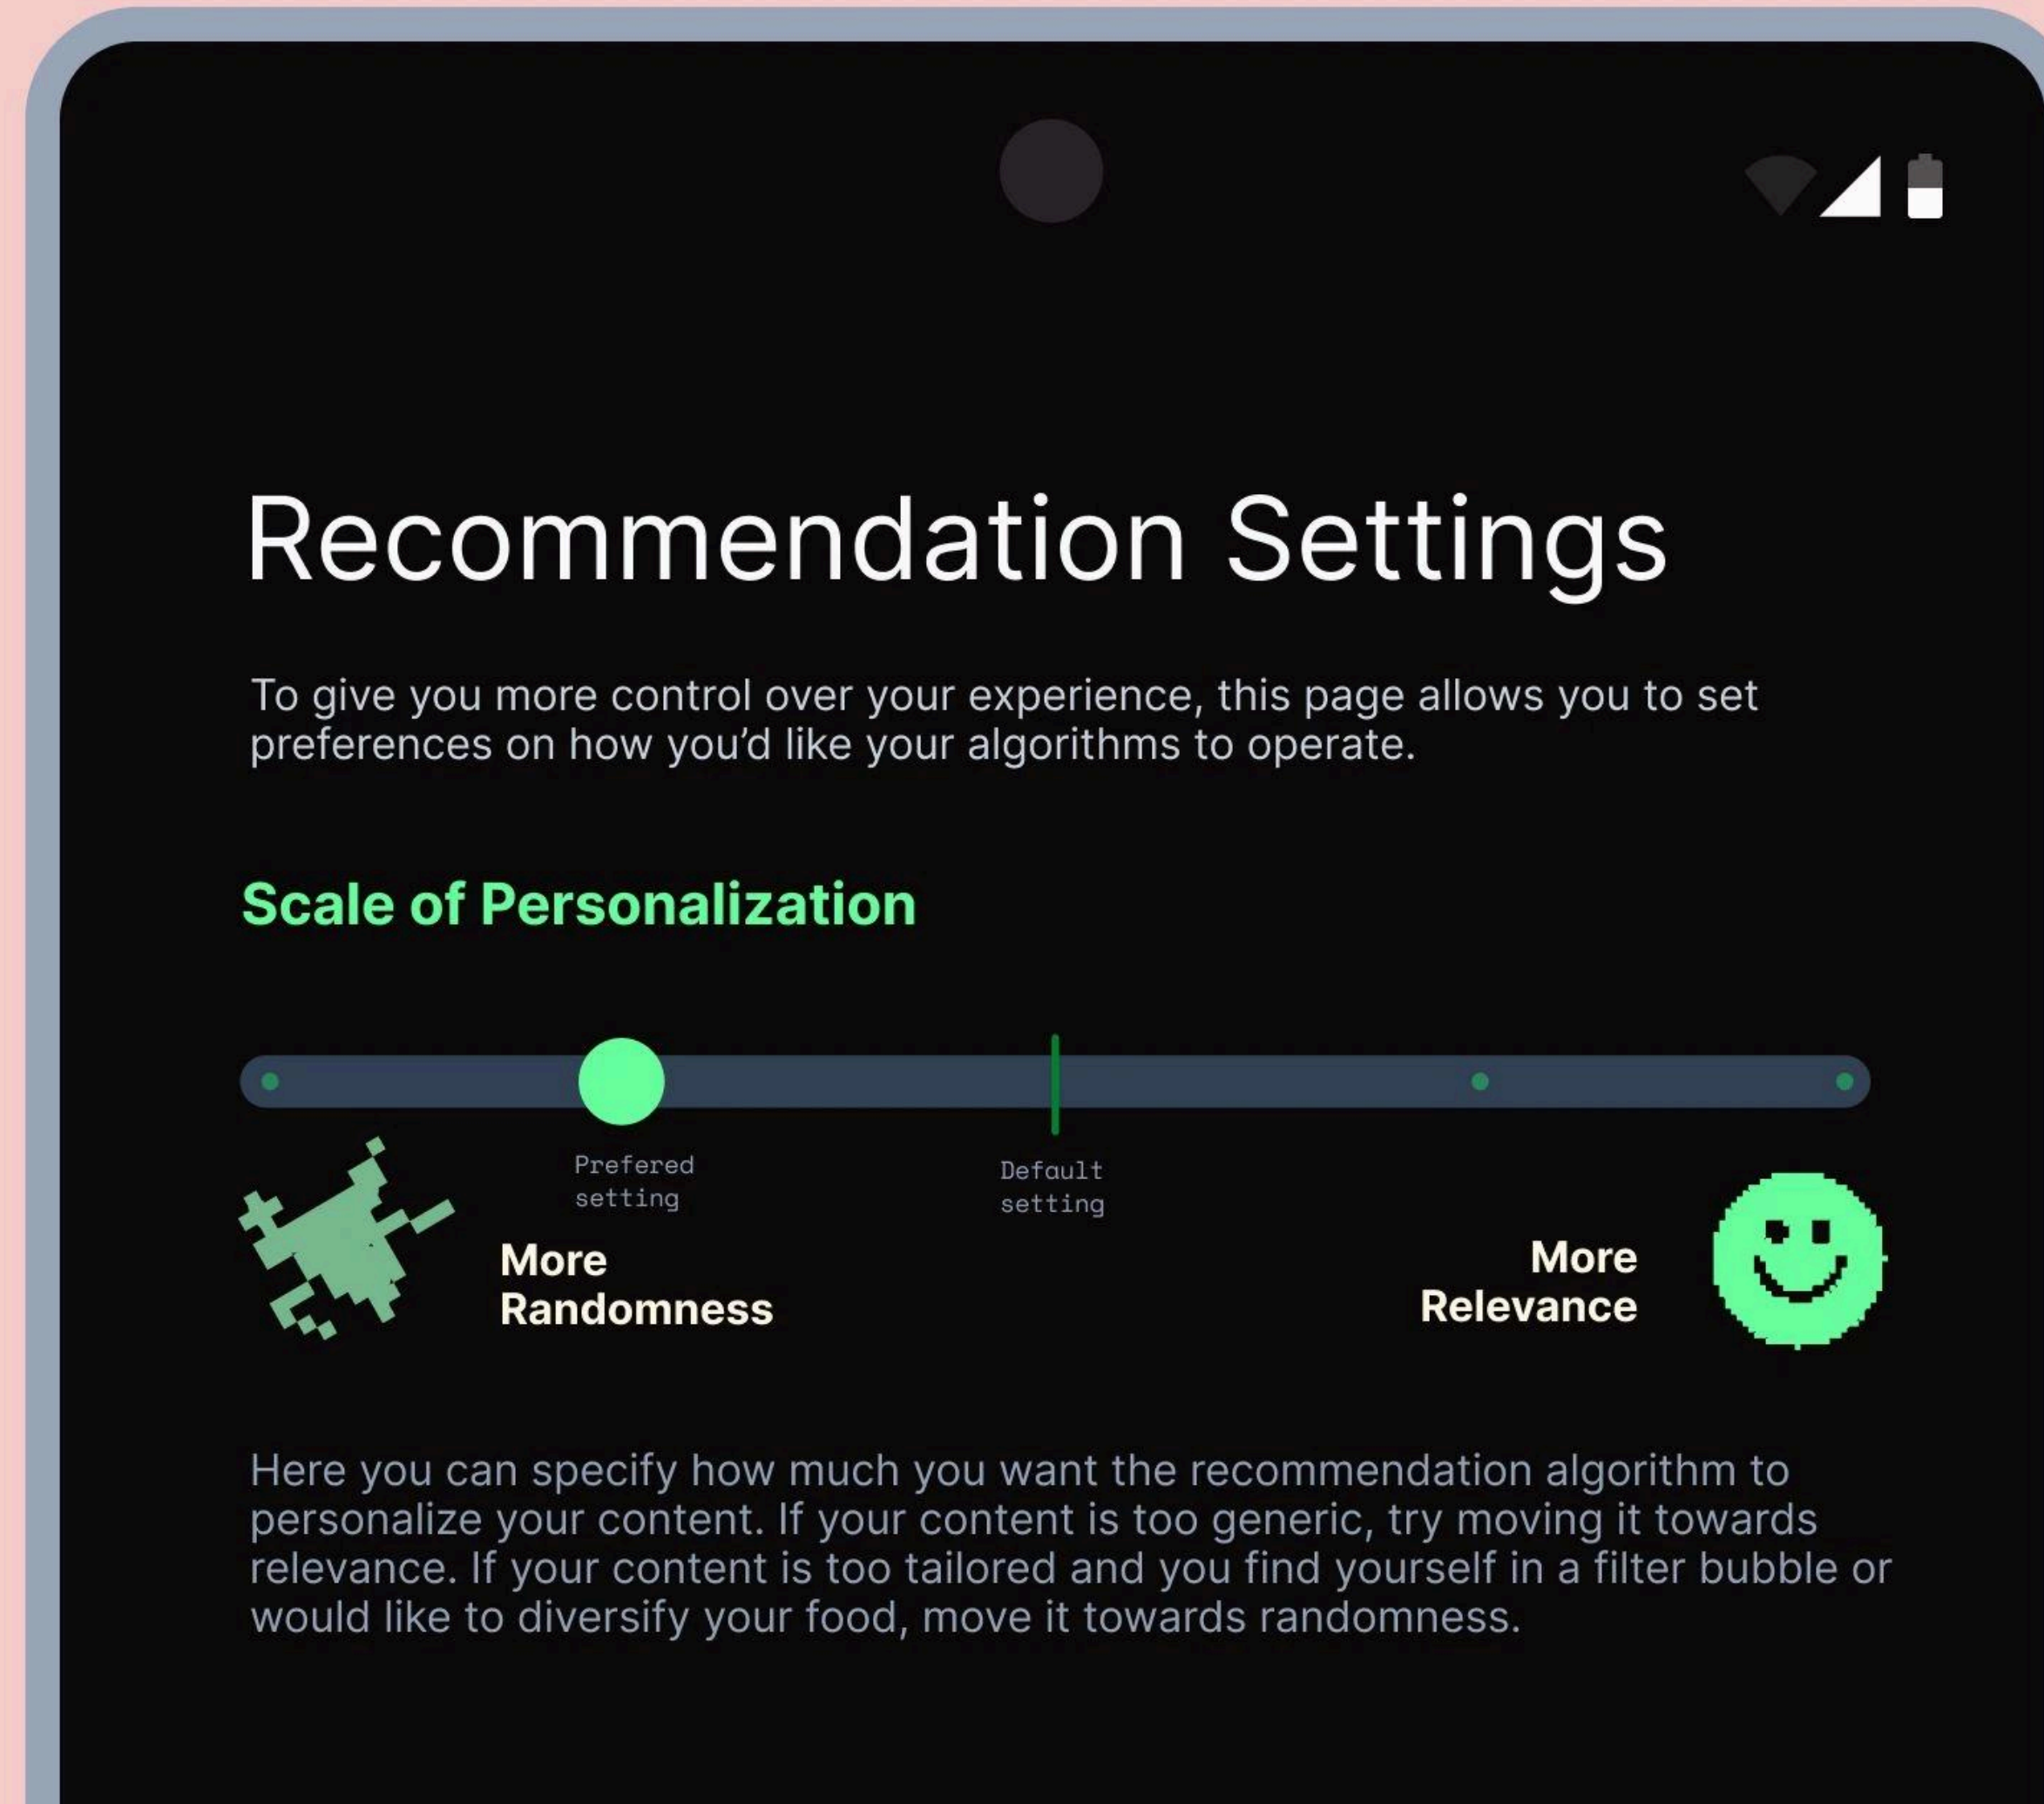 Recommendation Settings
To give you more control over your experience, this page allows you to set
preferences on how you’d like your algorithms to operate.
Scale of Personalization
Prefered
setting
Default
setting
More
Randomness
More
Relevance
Here you can specify how much you want the recommendation algorithm to
personalize your content. If your content is too generic, try moving it towards
relevance. If your content is too tailored and you find yourself in a filter bubble or
would like to diversify your food, move it towards randomness.